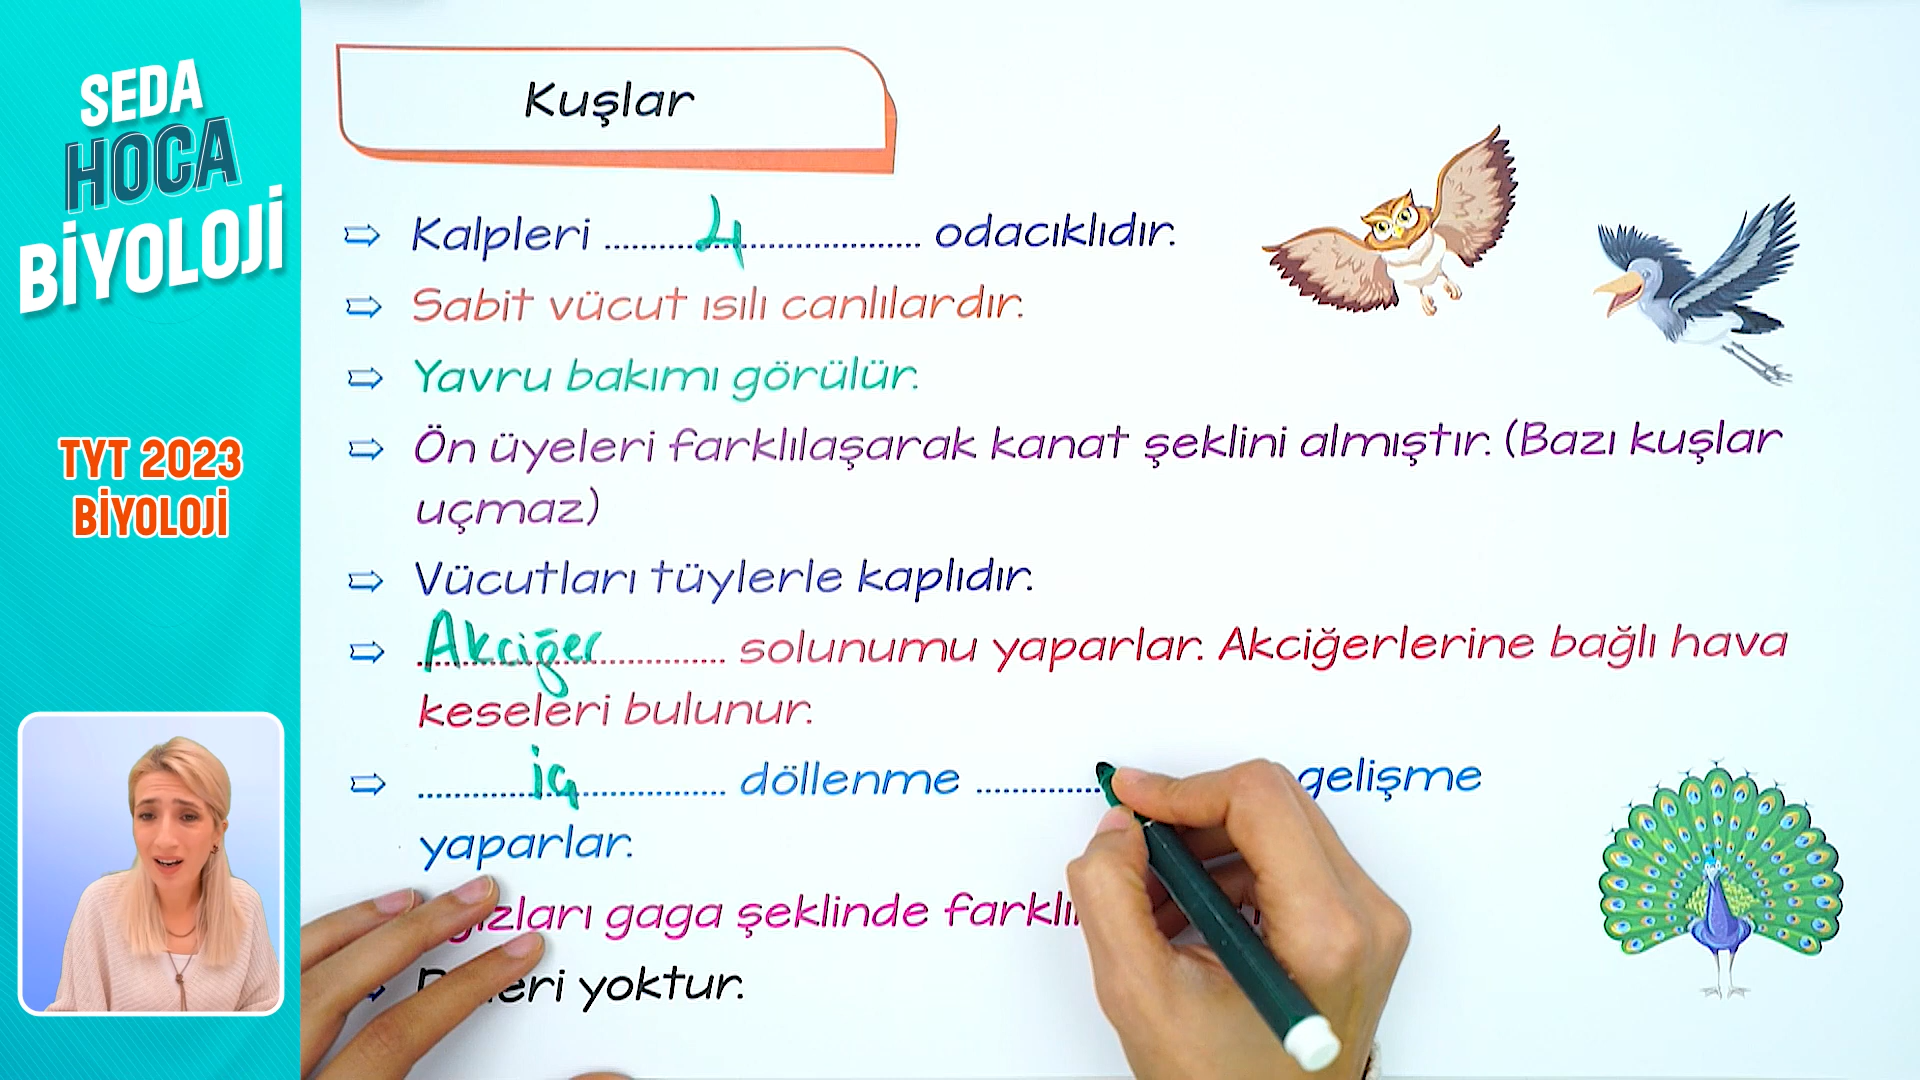 SEDA
HOCA
BİYOLOJİ
TYT 2023
BİYOLOJİ
Kuşlar
Kalpleri ........4........ odacıklıdır.
Sabit vücut ısılı canlılardır.
Yavru bakımı görülür.
Ön üyeleri farklılaşarak kanat şeklini almıştır. (Bazı kuşlar
uçmaz)
Vücutları tüylerle kaplıdır.
Akciğer........ solunumu yaparlar. Akciğerlerine bağlı hava
keseleri bulunur.
........iç........ döllenme ........ gelişme
yaparlar.
gaga şeklinde
yoktur.